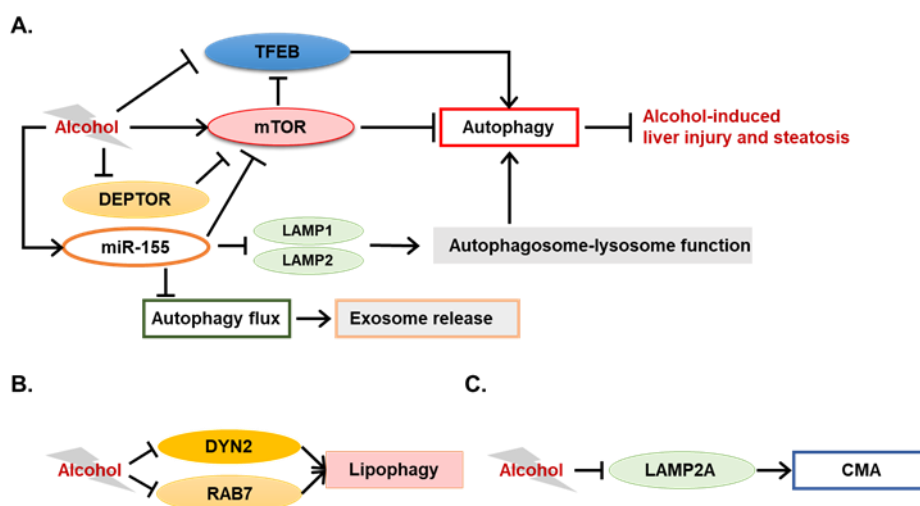 A.
TFEB
Alcohol
mTOR
Autophagy
Alcohol-induced
liver injury and steatosis
DEPTOR
miR-155
LAMP1
LAMP2
Autophagosome-lysosome function
Autophagy flux
Exosome release
B.
Alcohol
DYN2
RAB7
Lipophagy
C.
Alcohol
LAMP2A
CMA